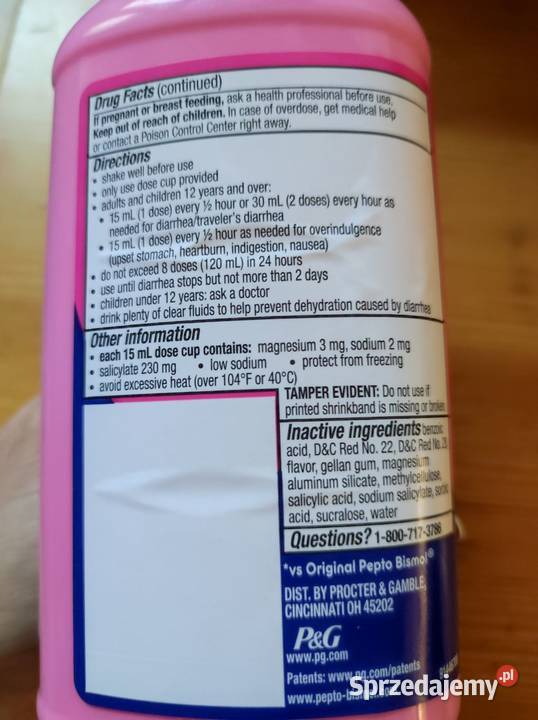 Drug Facts (continued)
If pregnant or breast feeding, ask a health professional before use.
Keep out of reach of children. In case of overdose, get medical help
or contact a Poison Control Center right away.
Directions
• shake well before use
• only use dose cup provided
• adults and children 12 years and over:
• 15 mL (1 dose) every ½ hour or 30 mL (2 doses) every hour as
needed for diarrhea/traveler's diarrhea
• 15 mL (1 dose) every ½ hour as needed for overindulgence
(upset stomach, heartburn, indigestion, nausea)
• do not exceed 8 doses (120 mL) in 24 hours
• use until diarrhea stops but not more than 2 days
• children under 12 years: ask a doctor
• drink plenty of clear fluids to help prevent dehydration caused by diarrhea
Other information
• each 15 mL dose cup contains: magnesium 3 mg, sodium 2 mg
• salicylate 230 mg • low sodium • protect from freezing
• avoid excessive heat (over 104°F or 40°C)
TAMPER EVIDENT: Do not use if
printed shrinkband is missing or broken
Inactive ingredients benzoic
acid, D&C Red No. 22, D&C Red No. 28
flavor, gellan gum, magnesium
aluminum silicate, methylcellulose,
salicylic acid, sodium salicylate, sorbic
acid, sucralose, water
Questions? 1-800-717-3786
*vs Original Pepto Bismol®
DIST. BY PROCTER & GAMBLE,
CINCINNATI OH 45202
P&G
www.pg.com
Patents: www.pg.com/patents
Sprzedajemy.pl